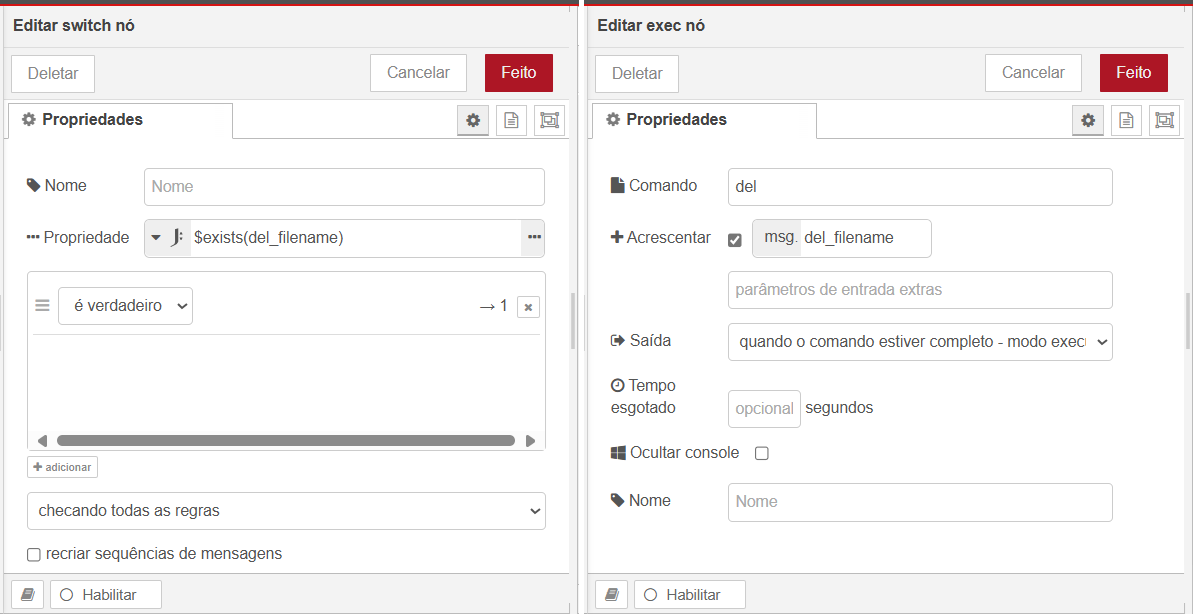 Editar switch nó
Deletar
Cancelar
Feito
Propriedades
Nome
Nome
Propriedade
$exists(del_filename)
é verdadeiro
→ 1
adicionar
checando todas as regras
recriar sequências de mensagens
Habilitar
Editar exec nó
Deletar
Cancelar
Feito
Propriedades
Comando
del
Acrescentar
msg. del_filename
parâmetros de entrada extras
Saída
quando o comando estiver completo - modo exec
Tempo
esgotado
opcional
segundos
Ocultar console
Nome
Nome
Habilitar